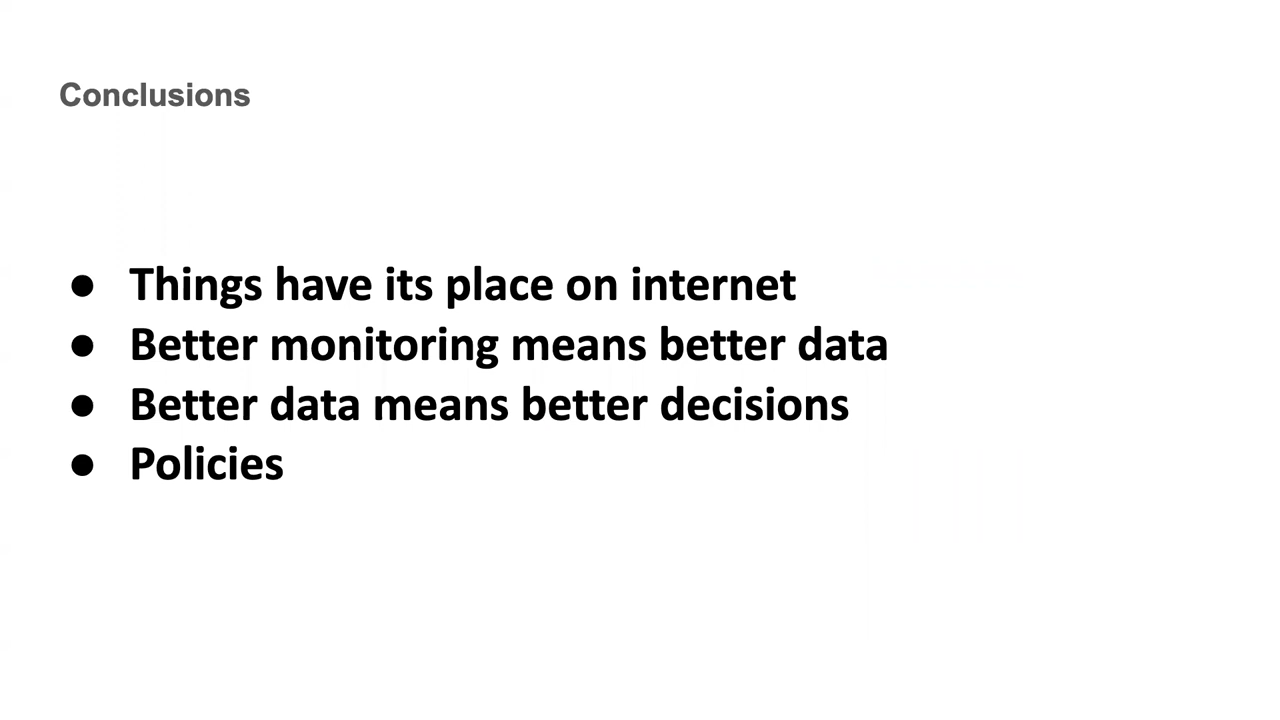 Conclusions
● Things have its place on internet
● Better monitoring means better data
● Better data means better decisions
● Policies